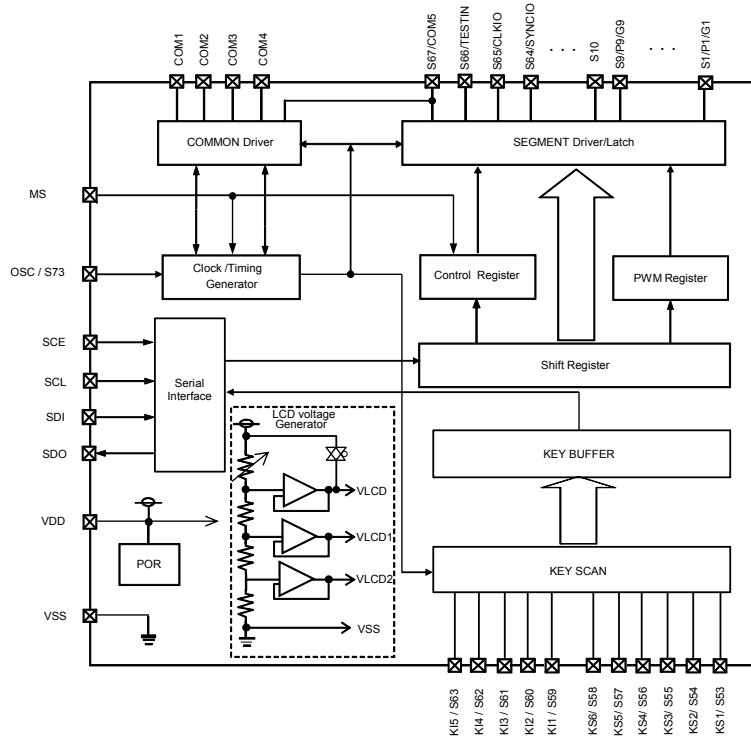 COM1
COM2
COM3
COM4
S67/COM5
S66/TESTIN
S65/CLKIO
S64/SYNCIO
. . . .
S10
S9/P9/G9
. . . .
S1/P1/G1
COMMON Driver
SEGMENT Driver/Latch
MS
OSC / S73
Clock /Timing
Generator
Control Register
PWM Register
SCE
SCL
SDI
SDO
Serial
Interface
Shift Register
LCD voltage
Generator
KEY BUFFER
VLCD
VLCD1
VLCD2
VSS
VDD
POR
KEY SCAN
VSS
KI5 / S63
KI4 / S62
KI3 / S61
KI2 / S60
KI1 / S59
KS6/ S58
KS5/ S57
KS4/ S56
KS3/ S55
KS2/ S54
KS1/ S53